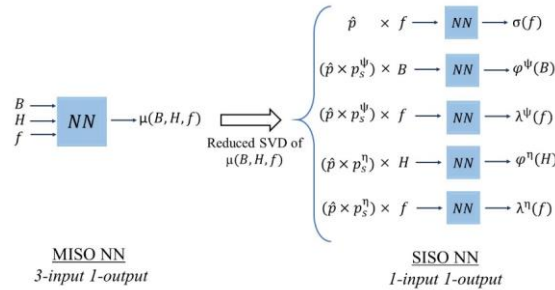 B
H
f
NN
μ(B, H, f)
Reduced SVD of
μ(B, H, f)
p̂ × f
NN
σ(f)
(p̂ × p_s^ψ) × B
NN
φ^ψ(B)
(p̂ × p_s^ψ) × f
NN
λ^ψ(f)
(p̂ × p_s^η) × H
NN
φ^η(H)
(p̂ × p_s^η) × f
NN
λ^η(f)
MISO NN
3-input 1-output
SISO NN
1-input 1-output